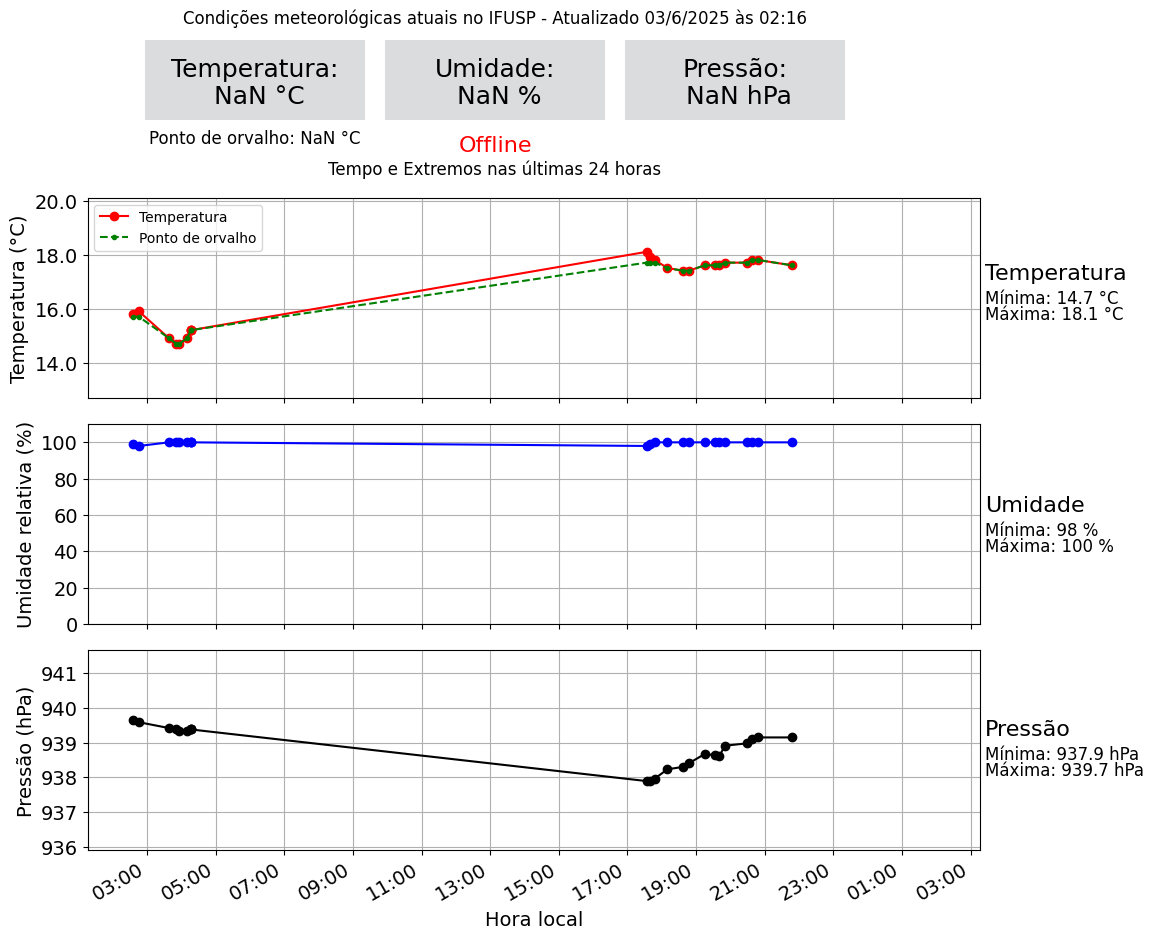 Condições meteorológicas atuais no IFUSP - Atualizado 03/6/2025 às 02:16
Temperatura:
NaN °C
Umidade:
NaN %
Pressão:
NaN hPa
Ponto de orvalho: NaN °C
Offline
Tempo e Extremos nas últimas 24 horas
Temperatura (°C)
20.0
18.0
16.0
14.0
Temperatura
Ponto de orvalho
Temperatura
Mínima: 14.7 °C
Máxima: 18.1 °C
Umidade relativa (%)
100
80
60
40
20
0
Umidade
Mínima: 98 %
Máxima: 100 %
Pressão (hPa)
941
940
939
938
937
936
Pressão
Mínima: 937.9 hPa
Máxima: 939.7 hPa
03:00
05:00
07:00
09:00
11:00
13:00
15:00
17:00
19:00
21:00
23:00
01:00
03:00
Hora local